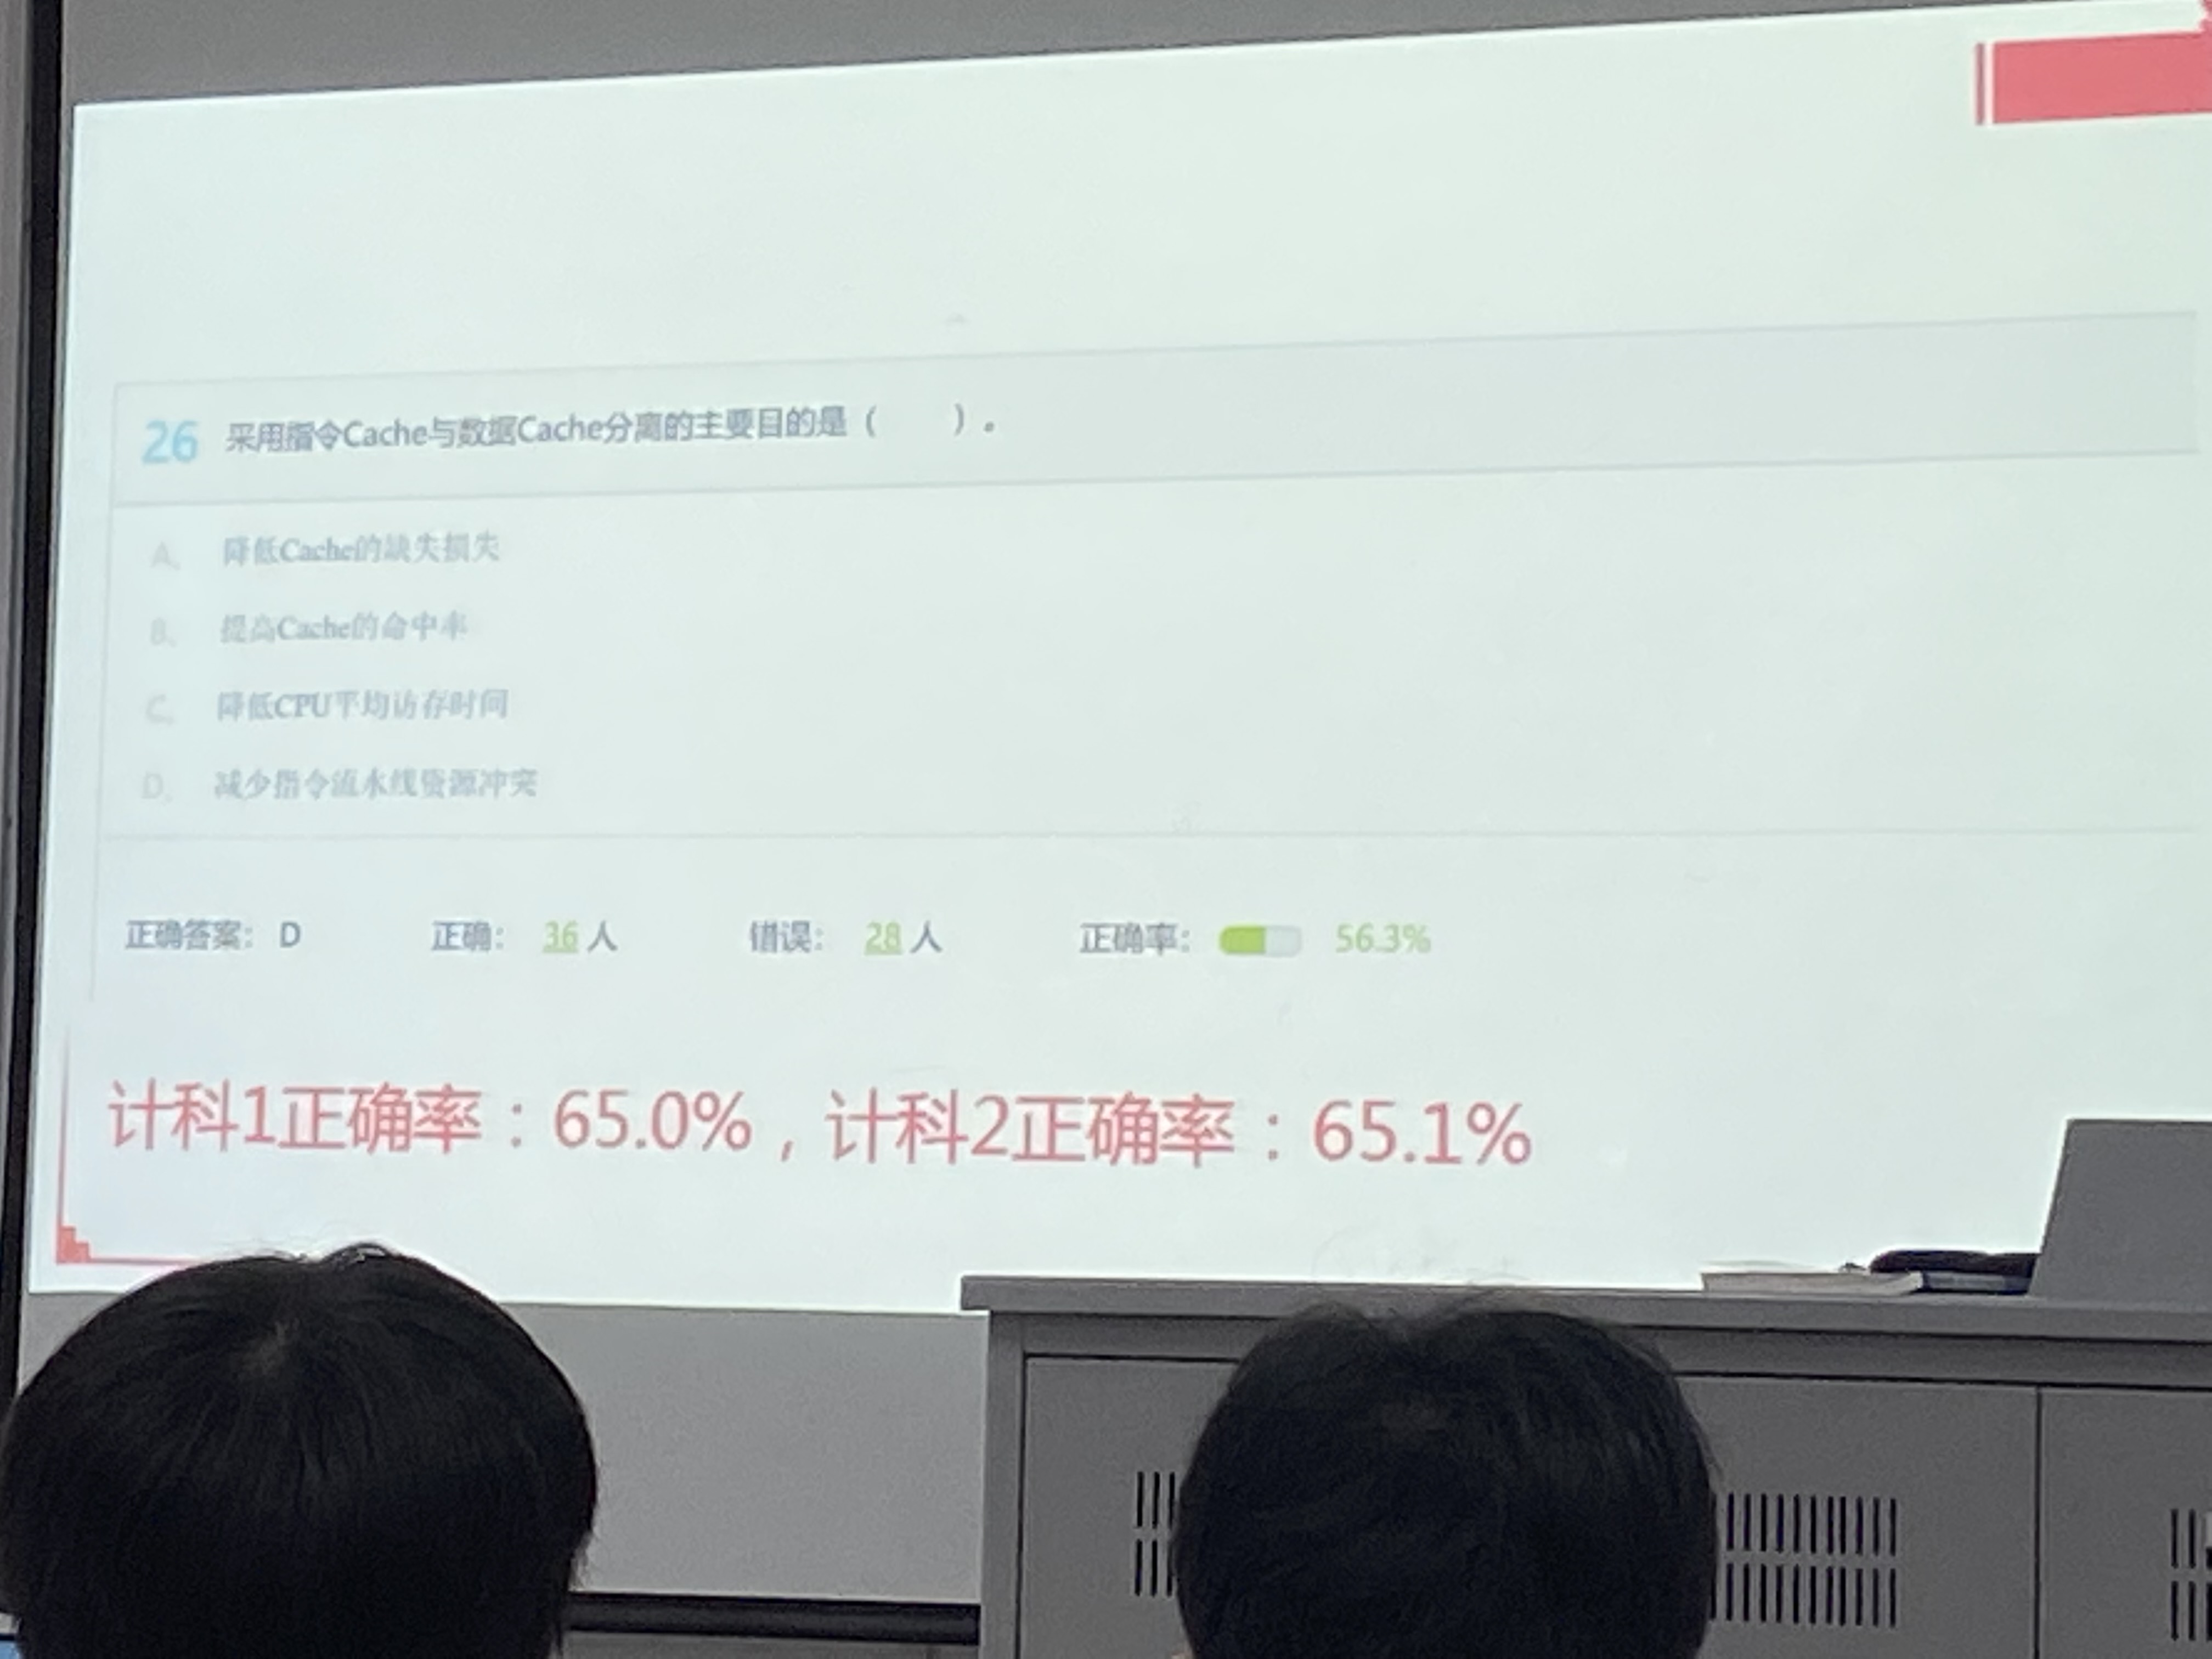 26 采用指令Cache与数据Cache分离的主要目的是（ ）。
A. 降低Cache的缺失损失
B. 提高Cache的命中率
C. 降低CPU平均访存时间
D. 减少指令流水线资源冲突
正确答案： D 正确： 36 人 错误： 28 人 正确率： 56.3%
计科1正确率：65.0%，计科2正确率：65.1%